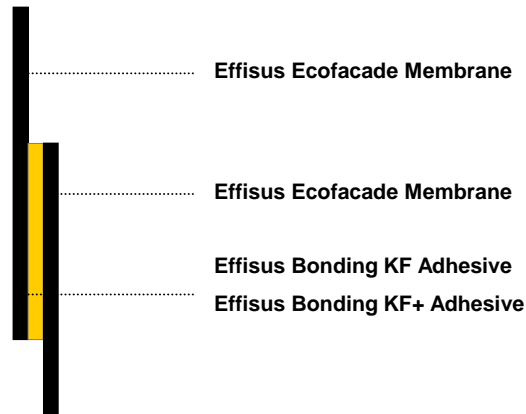 Effisus Ecofacade Membrane
Effisus Ecofacade Membrane
Effisus Bonding KF Adhesive
Effisus Bonding KF+ Adhesive